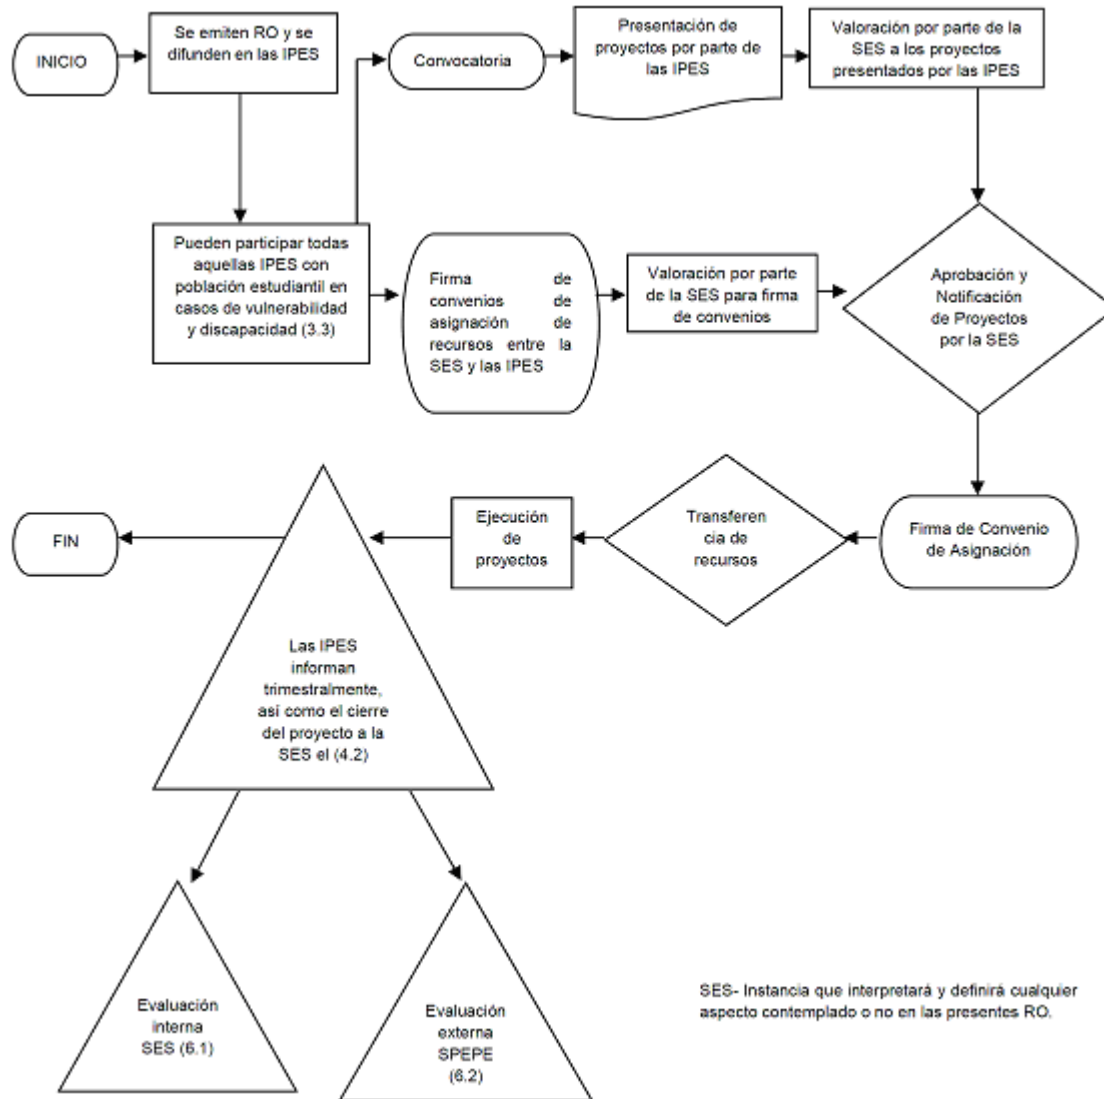 INICIO
Se emiten RO y se
difunden en las IPES
Convocatoria
Presentación de
proyectos por parte de
las IPES
Valoración por parte de la
SES a los proyectos
presentados por las IPES
Pueden participar todas
aquellas IPES con
población estudiantil en
casos de vulnerabilidad
y discapacidad (3.3)
Firma de
convenios de
asignación de
recursos entre la
SES y las IPES
Valoración por parte
de la SES para firma
de convenios
Aprobación y
Notificación
de Proyectos
por la SES
FIN
Ejecución
de
proyectos
Transferen
cia de
recursos
Firma de Convenio
de Asignación
Las IPES
informan
trimestralmente,
así como el cierre
del proyecto a la
SES el (4.2)
Evaluación
interna
SES (6.1)
Evaluación
externa
SPEPE
(6.2)
SES- Instancia que interpretará y definirá cualquier
aspecto contemplado o no en las presentes RO.